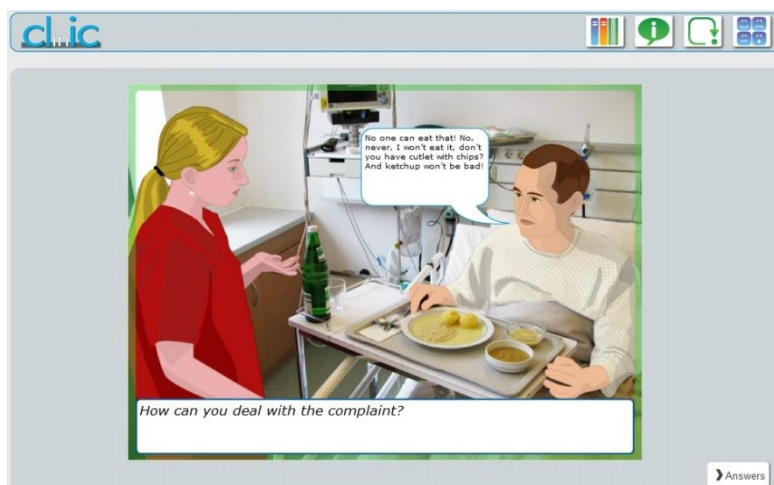 clinic
No one can eat that! No,
never, I won't eat it, don't
you have cutlet with chips?
And ketchup won't be bad!
How can you deal with the complaint?
❯ Answers